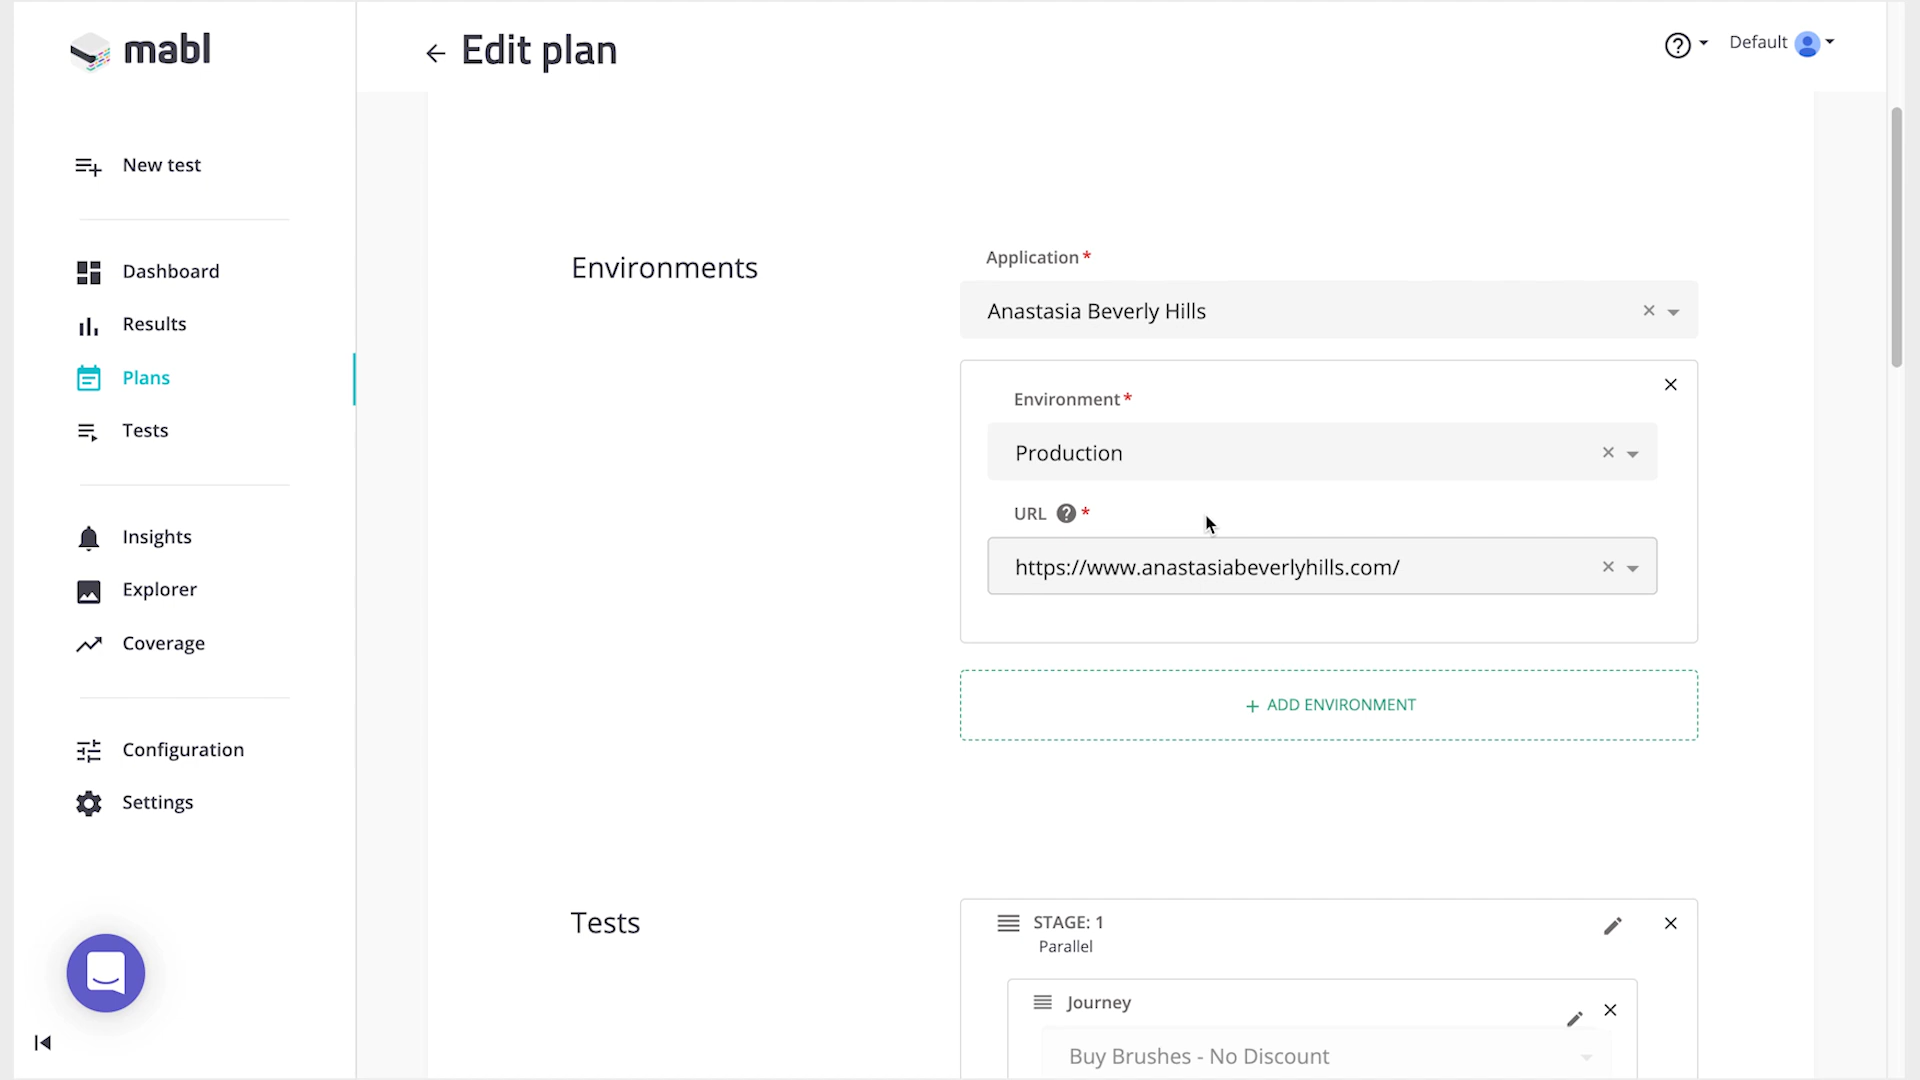 mabl
New test
Dashboard
Results
Plans
Tests
Insights
Explorer
Coverage
Configuration
Settings
Edit plan
Default
Environments
Application *
Anastasia Beverly Hills
Environment *
Production
URL ? *
https://www.anastasiabeverlyhills.com/
+ ADD ENVIRONMENT
Tests
STAGE: 1
Parallel
Journey
Buy Brushes - No Discount